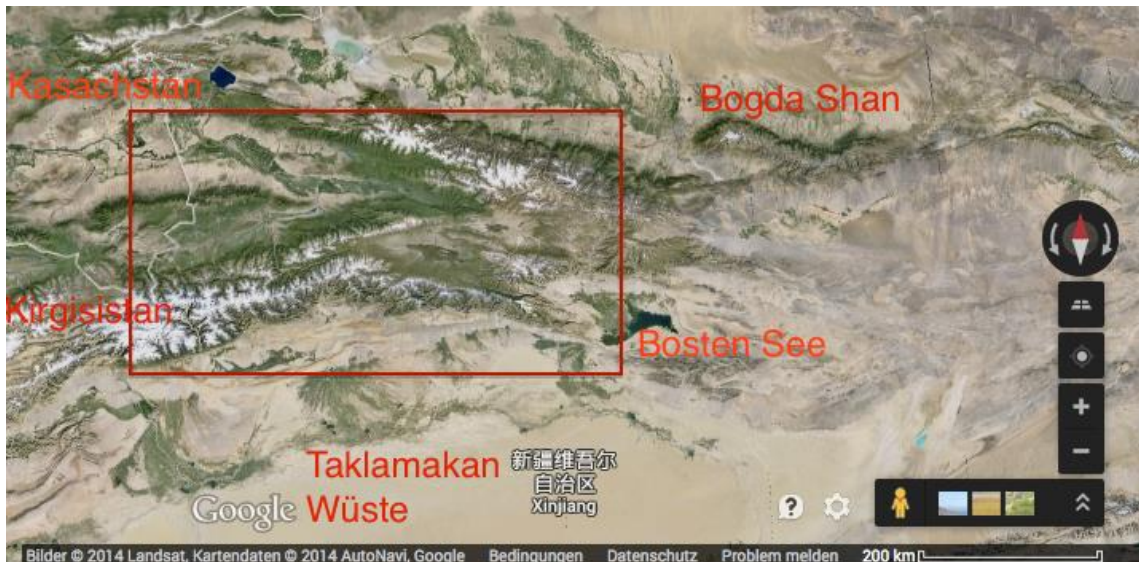 Kasachstan
Bogda Shan
Kirgisistan
Bosten See
Taklamakan
Wüste
新疆维吾尔
自治区
Xinjiang
Google
Bilder © 2014 Landsat, Kartendaten © 2014 AutoNavi, Google Bedingungen Datenschutz Problem melden 200 km